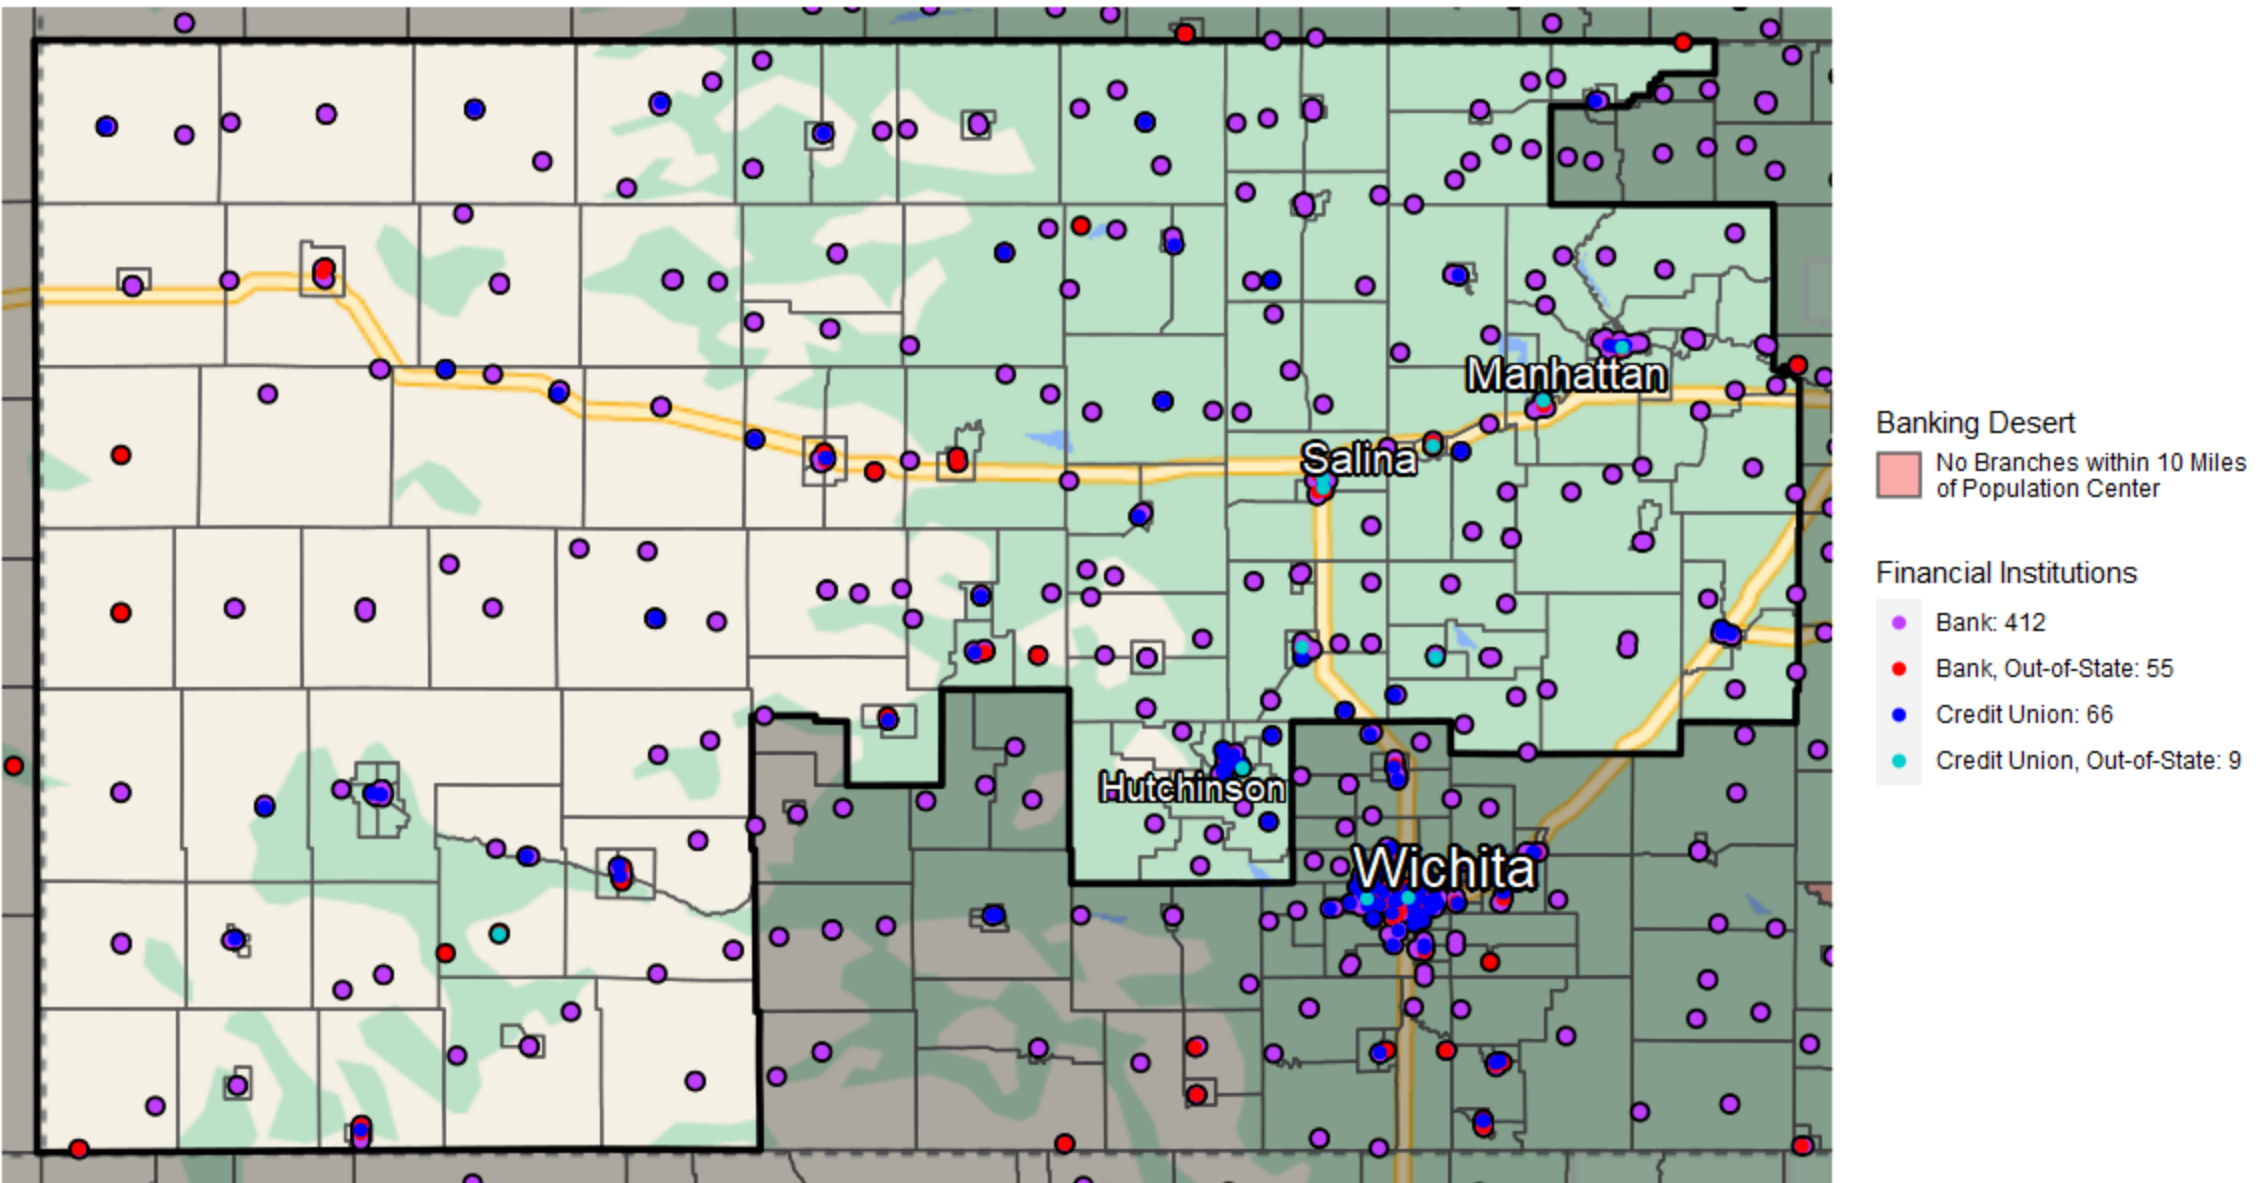 Manhattan
Salina
Hutchinson
Wichita
Banking Desert
No Branches within 10 Miles
of Population Center
Financial Institutions
Bank: 412
Bank, Out-of-State: 55
Credit Union: 66
Credit Union, Out-of-State: 9